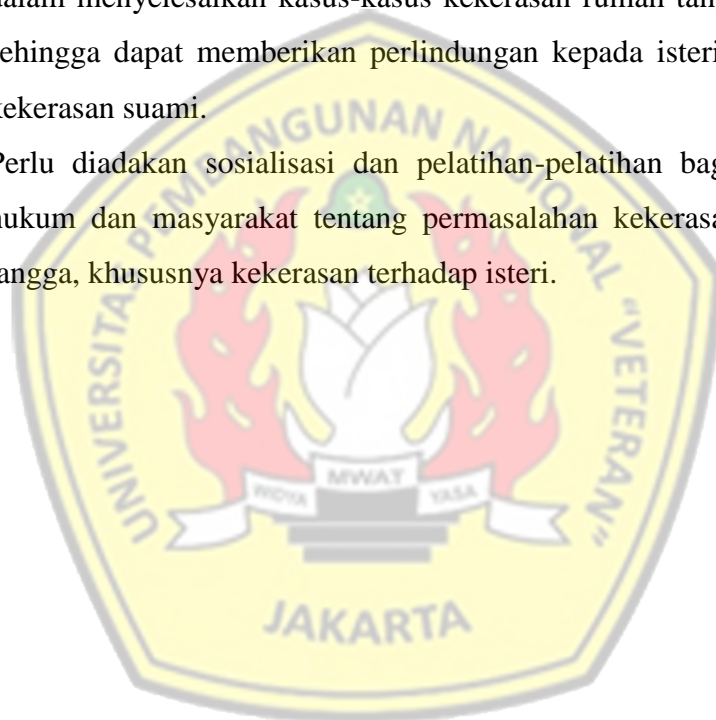 dalam menyelesaikan kasus-kasus kekerasan rumah tan
sehingga dapat memberikan perlindungan kepada isteri
kekerasan suami.
Perlu diadakan sosialisasi dan pelatihan-pelatihan bag
hukum dan masyarakat tentang permasalahan kekerasa
tangga, khususnya kekerasan terhadap isteri.
UNIVERSITAS PEMBANGUNAN NASIONAL “VETERAN”
WIDYA MWAT YASA
JAKARTA